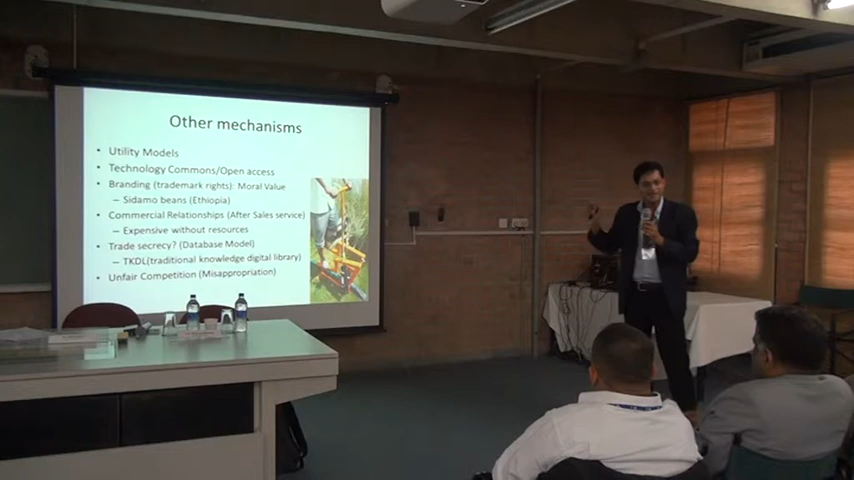 Other mechanisms
• Utility Models
• Technology Commons/Open access
• Branding (trademark rights): Moral Value
– Sidamo beans (Ethiopia)
• Commercial Relationships (After Sales service)
– Expensive without resources
• Trade secrecy? (Database Model)
– TKDL(traditional knowledge digital library)
• Unfair Competition (Misappropriation)